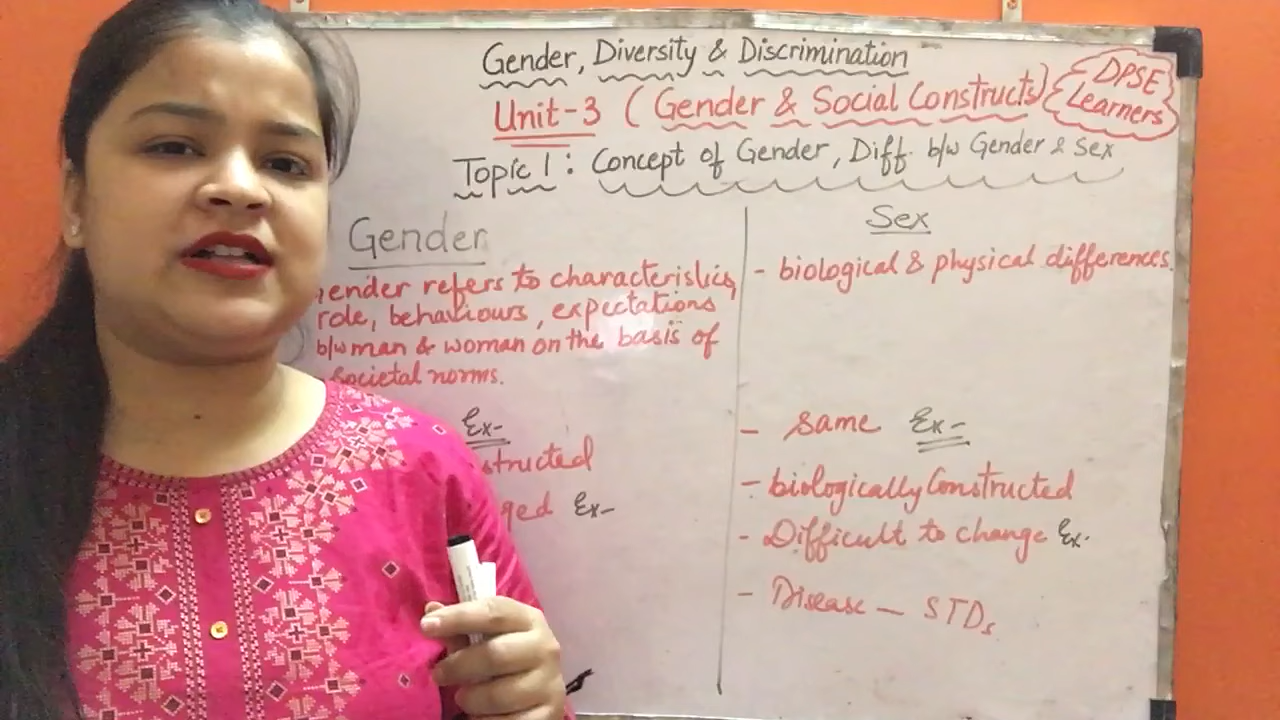 Gender, Diversity & Discrimination
Unit-3 (Gender & Social Constructs)
DPSE
Learners
Topic 1: Concept of Gender, Diff. b/w Gender & Sex
Gender
ender refers to characteristics,
role, behaviours, expectations
b/w man & woman on the basis of
societal norms.
Ex-
structed
ged Ex-
Sex
- biological & physical differences.
- same Ex-
- biologically Constructed
- Difficult to change Ex-
- Disease - STDs